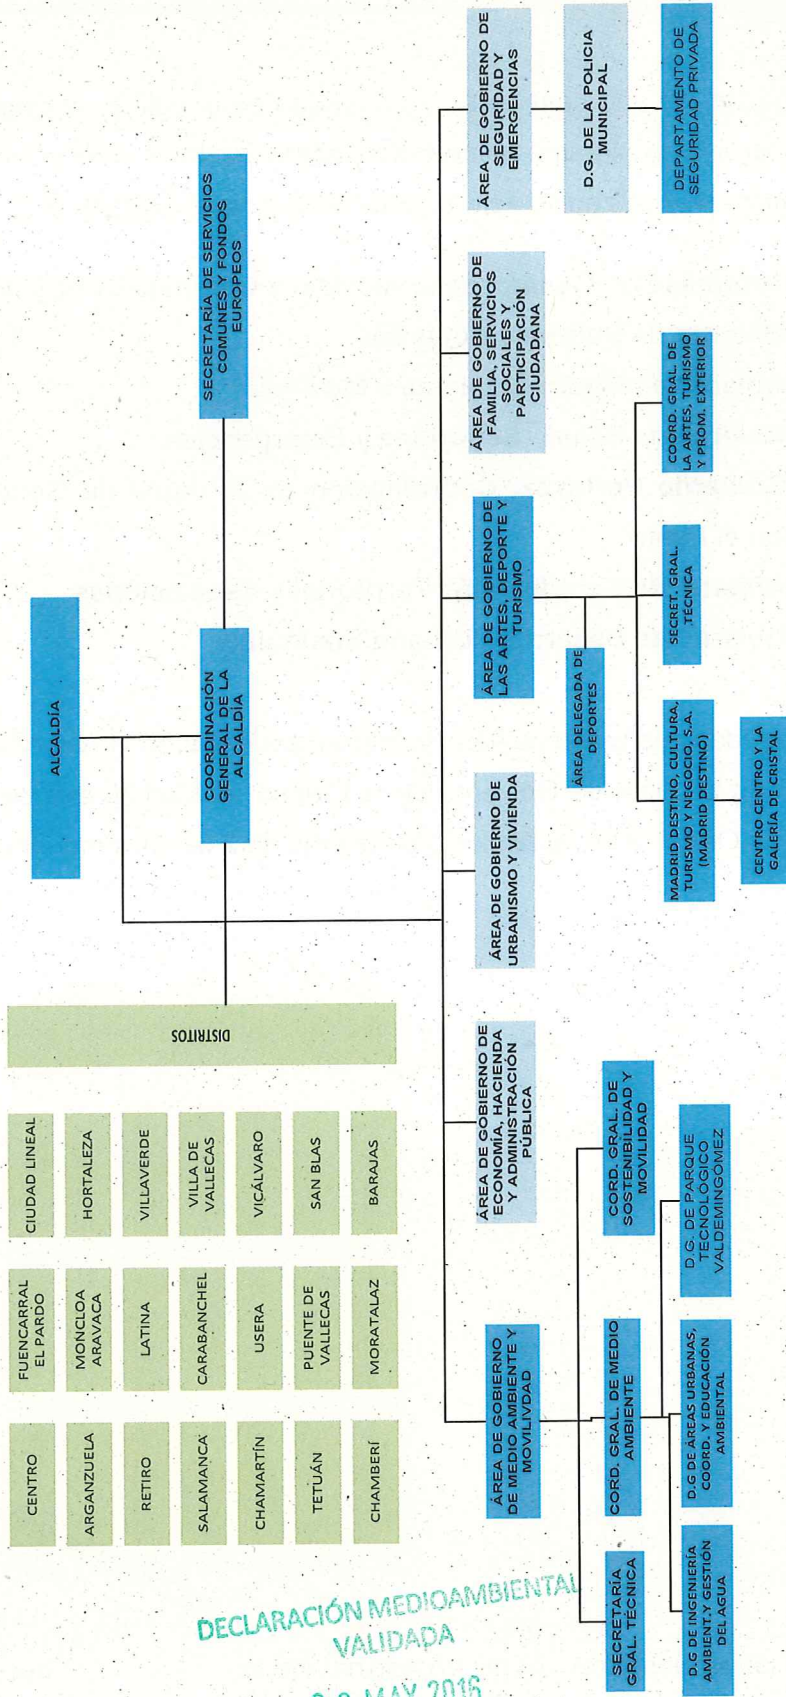 ALCALDÍA
COORDINACIÓN
GENERAL DE LA
ALCALDÍA
SECRETARÍA DE SERVICIOS
COMUNES Y FONDOS
EUROPEOS
DISTRITOS
CENTRO
FUENCARRAL
EL PARDO
CIUDAD LINEAL
ARGANZUELA
MONCLOA
ARAVACA
HORTALEZA
RETIRO
LATINA
VILLAVERDE
SALAMANCA
CARABANCHEL
VILLA DE
VALLECAS
CHAMARTÍN
USERA
VICÁLVARO
TETUÁN
PUENTE DE
VALLECAS
SAN BLAS
CHAMBERÍ
MORATALAZ
BARAJAS
ÁREA DE GOBIERNO
DE MEDIO AMBIENTE Y
MOVILIVDAD
ÁREA DE GOBIERNO DE
ECONOMÍA, HACIENDA
Y ADMINISTRACIÓN
PÚBLICA
ÁREA DE GOBIERNO DE
URBANISMO Y VIVIENDA
ÁREA DE GOBIERNO DE
LAS ARTES, DEPORTE Y
TURISMO
ÁREA DE GOBIERNO DE
FAMILIA, SERVICIOS
SOCIALES Y
PARTICIPACIÓN
CIUDADANA
ÁREA DE GOBIERNO DE
SEGURIDAD Y
EMERGENCIAS
D.G. DE LA POLICIA
MUNICIPAL
DEPARTAMENTO DE
SEGURIDAD PRIVADA
ÁREA DELEGADA DE
DEPORTES
SECRETARÍA
GRAL. TÉCNICA
CORD. GRAL. DE MEDIO
AMBIENTE
CORD. GRAL. DE
SOSTENIBILIDAD Y
MOVILIDAD
MADRID DESTINO, CULTURA,
TURISMO Y NEGOCIO, S.A.
(MADRID DESTINO)
SECRET. GRAL.
TÉCNICA
COORD. GRAL. DE
LA ARTES, TURISMO
Y PROM. EXTERIOR
D.G DE INGENIERÍA
AMBIENT.Y GESTIÓN
DEL AGUA
D.G DE ÁREAS URBANAS,
COORD. Y EDUCACIÓN
AMBIENTAL
D.G. DE PARQUE
TECNOLÓGICO
VALDEMINGÓMEZ
CENTRO CENTRO Y LA
GALERÍA DE CRISTAL
DECLARACIÓN MEDIOAMBIENTAL
VALIDADA
MAY 2016